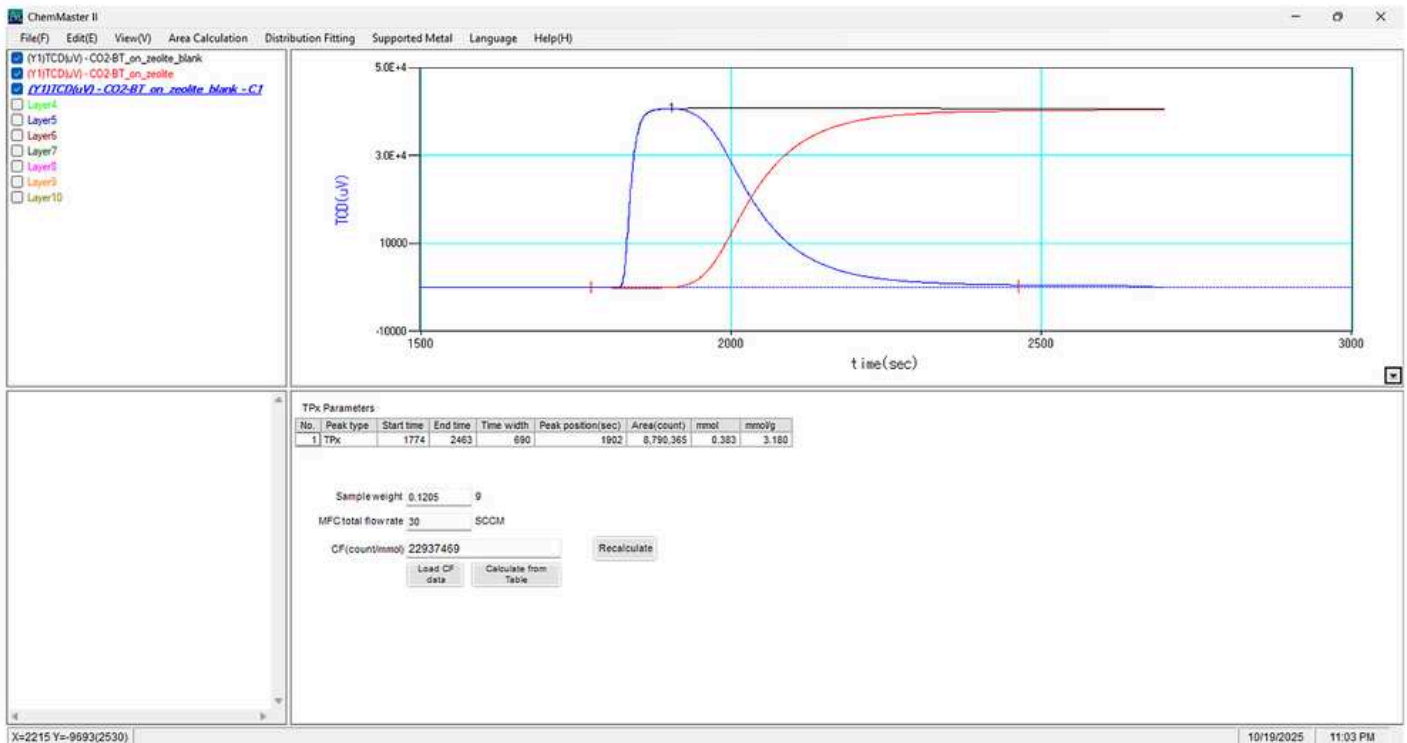 ChemMaster II
File(F) Edit(E) View(V) Area Calculation Distribution Fitting Supported Metal Language Help(H)
(Y1)TCD(uV) - CO2-BT_on_zeolite_blank
(Y1)TCD(uV) - CO2-BT_on_zeolite
(Y1)TCD(uV) - CO2-BT_on_zeolite_blank - C1
Layer4
Layer5
Layer6
Layer7
Layer8
Layer9
Layer10
5.0E+4
3.0E+4
10000
-10000
TCD(uV)
1
1500 2000 2500 3000
time(sec)
TPx Parameters
No. Peak type Start time End time Time width Peak position(sec) Area(count) mmol mmol/g
1 TPx 1774 2463 690 1902 8,790,365 0.383 3.180
Sample weight 0.1205 g
MFC total flow rate 30 SCCM
CF(count/mmol) 22937469 Recalculate
Load CF data
Calculate from Table
X=2215 Y=-9693(2530) 10/19/2025 11:03 PM